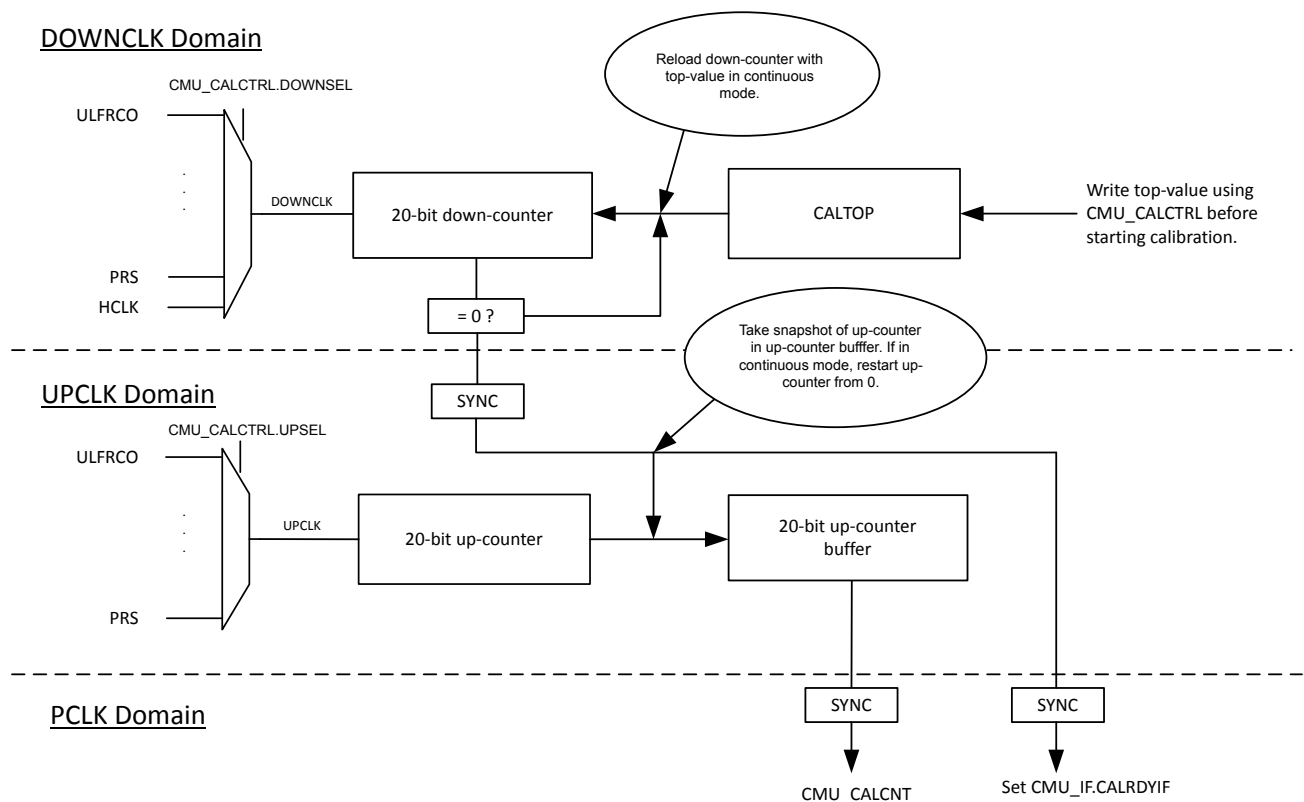 DOWNCLK Domain
CMU_CALCTRL.DOWNSEL
ULFRCO
.
.
.
PRS
HCLK
DOWNCLK
20-bit down-counter
= 0 ?
Reload down-counter with
top-value in continuous
mode.
CALTOP
Write top-value using
CMU_CALCTRL before
starting calibration.
Take snapshot of up-counter
in up-counter bufffer. If in
continuous mode, restart up-
counter from 0.
UPCLK Domain
SYNC
CMU_CALCTRL.UPSEL
ULFRCO
.
.
.
PRS
UPCLK
20-bit up-counter
20-bit up-counter
buffer
PCLK Domain
SYNC
SYNC
CMU_CALCNT
Set CMU_IF.CALRDYIF